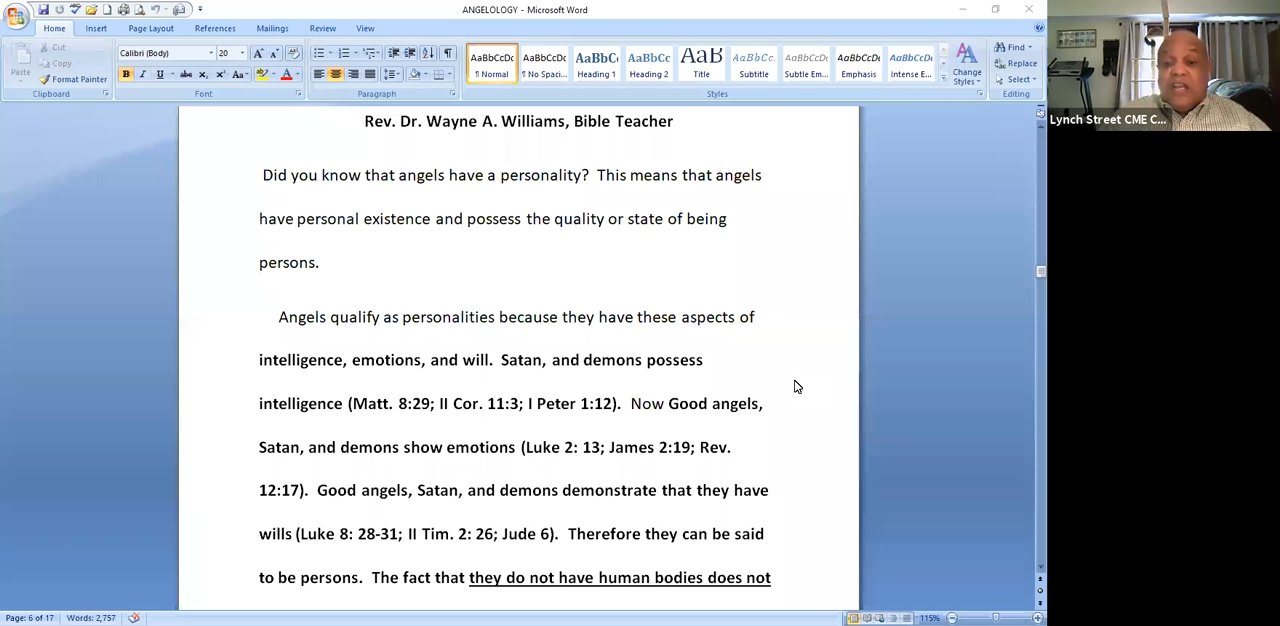 ANGELOLOGY - Microsoft Word
Home Insert Page Layout References Mailings Review View
Paste
Cut
Copy
Format Painter
Clipboard
Calibri (Body) 20
Font
Paragraph
AaBbCcDc AaBbCcDc AaBbC AaBbCc AaB AaBbCc. AaBbCcDc AaBbCcDc AaBbCcDc
¶ Normal ¶ No Spaci... Heading 1 Heading 2 Title Subtitle Subtle Em... Emphasis Intense E...
Styles
Change Styles
Find
Replace
Select
Editing
Lynch Street CME C...
Rev. Dr. Wayne A. Williams, Bible Teacher
Did you know that angels have a personality? This means that angels
have personal existence and possess the quality or state of being
persons.
Angels qualify as personalities because they have these aspects of
intelligence, emotions, and will. Satan, and demons possess
intelligence (Matt. 8:29; II Cor. 11:3; I Peter 1:12). Now Good angels,
Satan, and demons show emotions (Luke 2: 13; James 2:19; Rev.
12:17). Good angels, Satan, and demons demonstrate that they have
wills (Luke 8: 28-31; II Tim. 2: 26; Jude 6). Therefore they can be said
to be persons. The fact that they do not have human bodies does not
Page: 6 of 17 Words: 2,757
115%